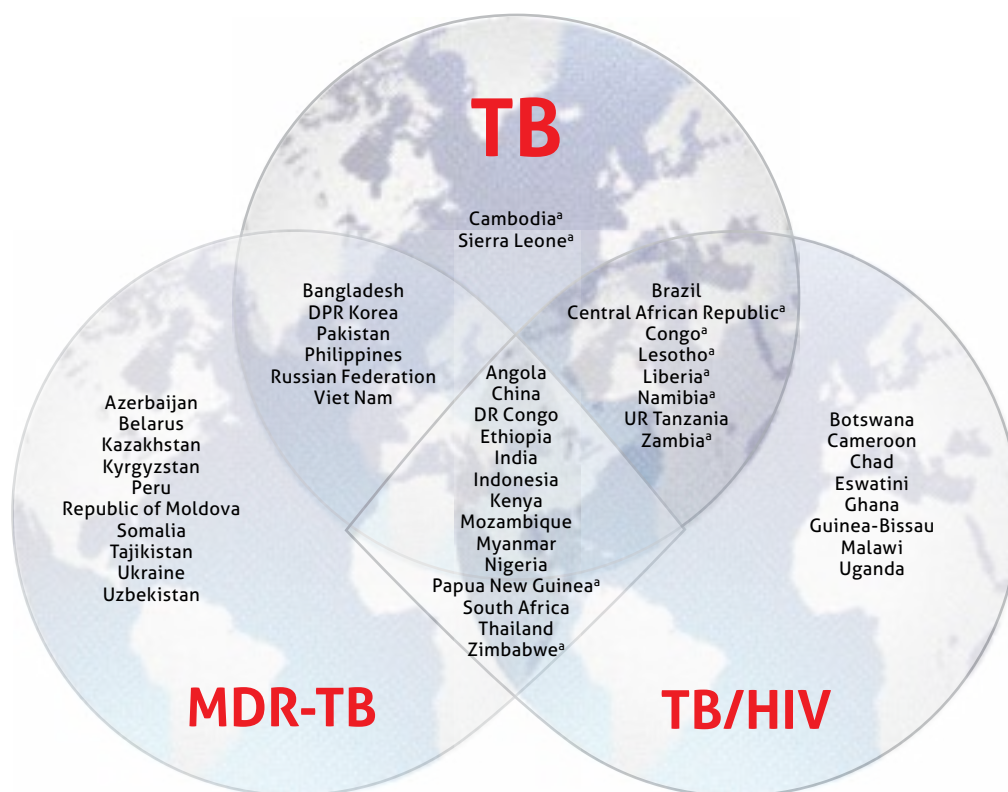 TB
Cambodiaᵃ
Sierra Leoneᵃ
Bangladesh
DPR Korea
Pakistan
Philippines
Russian Federation
Viet Nam
Brazil
Central African Republicᵃ
Congoᵃ
Lesothoᵃ
Liberiaᵃ
Namibiaᵃ
UR Tanzania
Zambiaᵃ
Angola
China
DR Congo
Ethiopia
India
Indonesia
Kenya
Mozambique
Myanmar
Nigeria
Papua New Guineaᵃ
South Africa
Thailand
Zimbabweᵃ
Azerbaijan
Belarus
Kazakhstan
Kyrgyzstan
Peru
Republic of Moldova
Somalia
Tajikistan
Ukraine
Uzbekistan
Botswana
Cameroon
Chad
Eswatini
Ghana
Guinea-Bissau
Malawi
Uganda
MDR-TB
TB/HIV